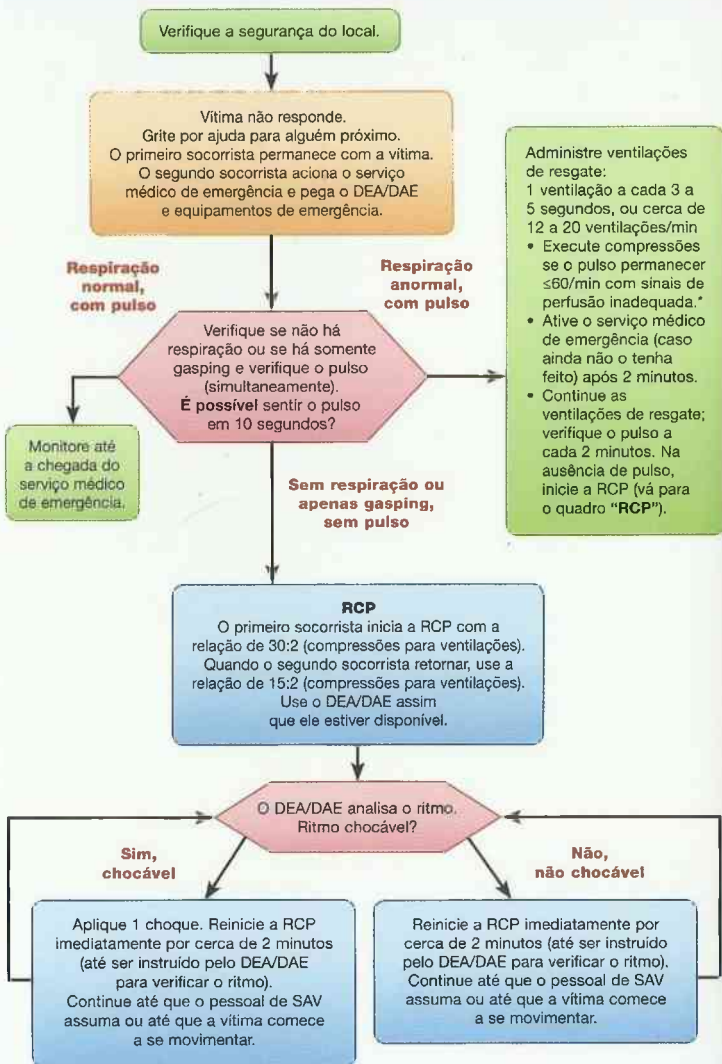 Verifique a segurança do local.
Vítima não responde.
Grite por ajuda para alguém próximo.
O primeiro socorrista permanece com a vítima.
O segundo socorrista aciona o serviço
médico de emergência e pega o DEA/DAE
e equipamentos de emergência.
Respiração
normal,
com pulso
Respiração
anormal,
com pulso
Verifique se não há
respiração ou se há somente
gasping e verifique o pulso
(simultaneamente).
É possível sentir o pulso
em 10 segundos?
Monitore até
a chegada do
serviço médico
de emergência.
Administre ventilações
de resgate:
1 ventilação a cada 3 a
5 segundos, ou cerca de
12 a 20 ventilações/min
• Execute compressões
se o pulso permanecer
≤60/min com sinais de
perfusão inadequada.*
• Ative o serviço médico
de emergência (caso
ainda não o tenha
feito) após 2 minutos.
• Continue as
ventilações de resgate;
verifique o pulso a
cada 2 minutos. Na
ausência de pulso,
inicie a RCP (vá para
o quadro "RCP").
Sem respiração ou
apenas gasping,
sem pulso
RCP
O primeiro socorrista inicia a RCP com a
relação de 30:2 (compressões para ventilações).
Quando o segundo socorrista retornar, use a
relação de 15:2 (compressões para ventilações).
Use o DEA/DAE assim
que ele estiver disponível.
O DEA/DAE analisa o ritmo.
Ritmo chocável?
Sim,
chocável
Não,
não chocável
Aplique 1 choque. Reinicie a RCP
imediatamente por cerca de 2 minutos
(até ser instruído pelo DEA/DAE
para verificar o ritmo).
Continue até que o pessoal de SAV
assuma ou até que a vítima comece
a se movimentar.
Reinicie a RCP imediatamente por
cerca de 2 minutos (até ser instruído
pelo DEA/DAE para verificar o ritmo).
Continue até que o pessoal de SAV
assuma ou até que a vítima comece
a se movimentar.